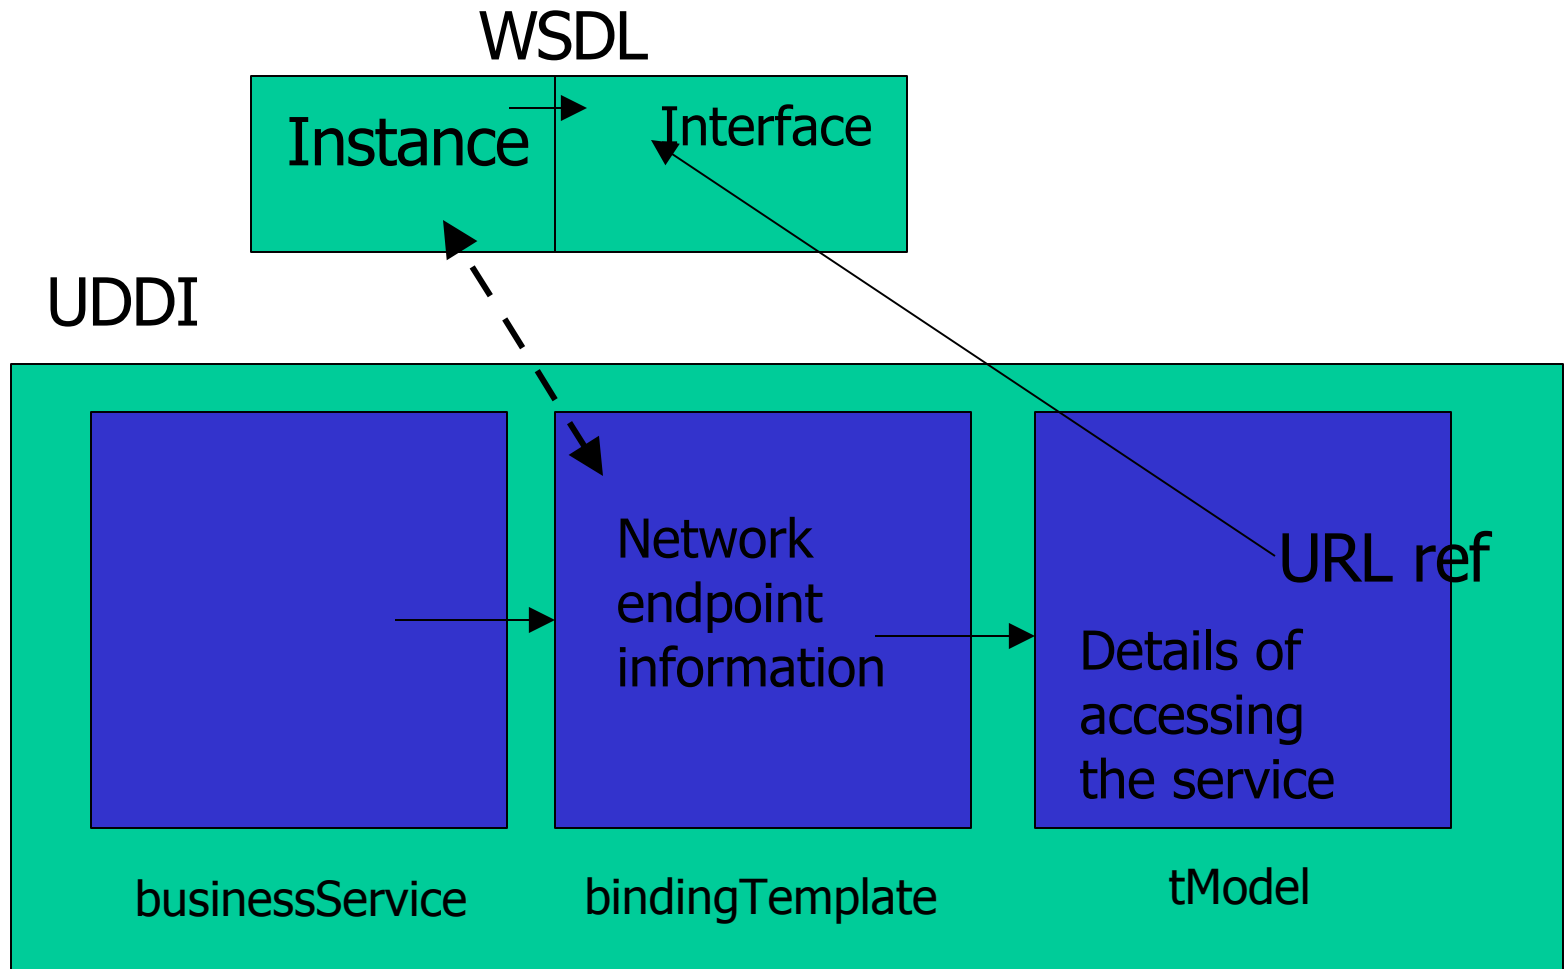 WSDL
Instance
Interface
UDDI
Network
endpoint
information
URL ref
Details of
accessing
the service
businessService
bindingTemplate
tModel